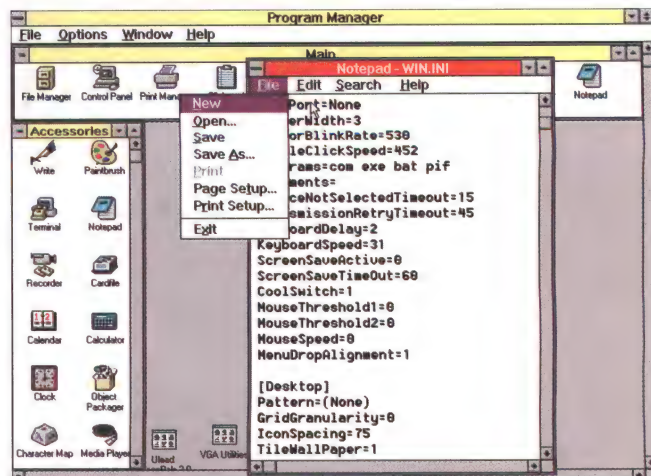 Program Manager
File Options Window Help
Main
File Manager
Control Panel
Notepad
Notepad - WIN.INI
File Edit Search Help
New
Open...
Save
Save As...
Print
Page Setup...
Print Setup...
Exit
Port=None
Width=3
orBlinkRate=530
leClickSpeed=452
rams=com exe bat pif
ments=
iceNotSelectedTimeout=15
smissionRetryTimeout=45
oardDelay=2
KeyboardSpeed=31
ScreenSaveActive=0
ScreenSaveTimeOut=60
CoolSwitch=1
MouseThreshold1=0
MouseThreshold2=0
MouseSpeed=0
MenuDropAlignment=1
[Desktop]
Pattern=(None)
GridGranularity=0
IconSpacing=75
TileWallPaper=1
Accessories
Write
Paintbrush
Terminal
Notepad
Recorder
Cardfile
Calendar
Calculator
Clock
Object
Packager
Character Map
Media Player
Ulead
VGA Utilities